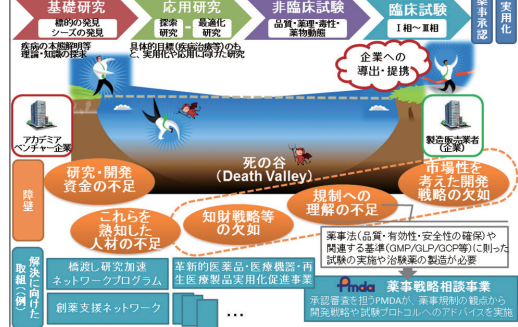 基礎研究
標的の発見
シーズの発見
応用研究
探索
研究
最適化
研究
非臨床試験
品質・薬理・毒性・
薬物動態
臨床試験
Ⅰ相~Ⅲ相
薬事承認
実用化
疾病の本態解明等
理論・知識の探求
具体的目標(疾病治療等)のも
と、実用化や応用に向けた研究
企業への
導出・提携
アカデミア
ベンチャー企業
製造販売業者
(企業)
死の谷
(Death Valley)
障壁
研究・開発
資金の不足
これらを
熟知した
人材の不足
知財戦略等
の欠如
規制への
理解の不足
市場性を
考えた開発
戦略の欠如
薬事法(品質・有効性・安全性の確保)や
関連する基準(GMP/GLP/GCP等)に則った
試験の実施や治験薬の製造が必要
解決に向けた
取組(例)
橋渡し研究加速
ネットワークプログラム
創薬支援ネットワーク
革新的医薬品・医療機器・再
生医療製品実用化促進事業
...
Pmda
薬事戦略相談事業
承認審査を担うPMDAが、薬事規制の観点から
開発戦略や試験プロトコルへのアドバイスを実施